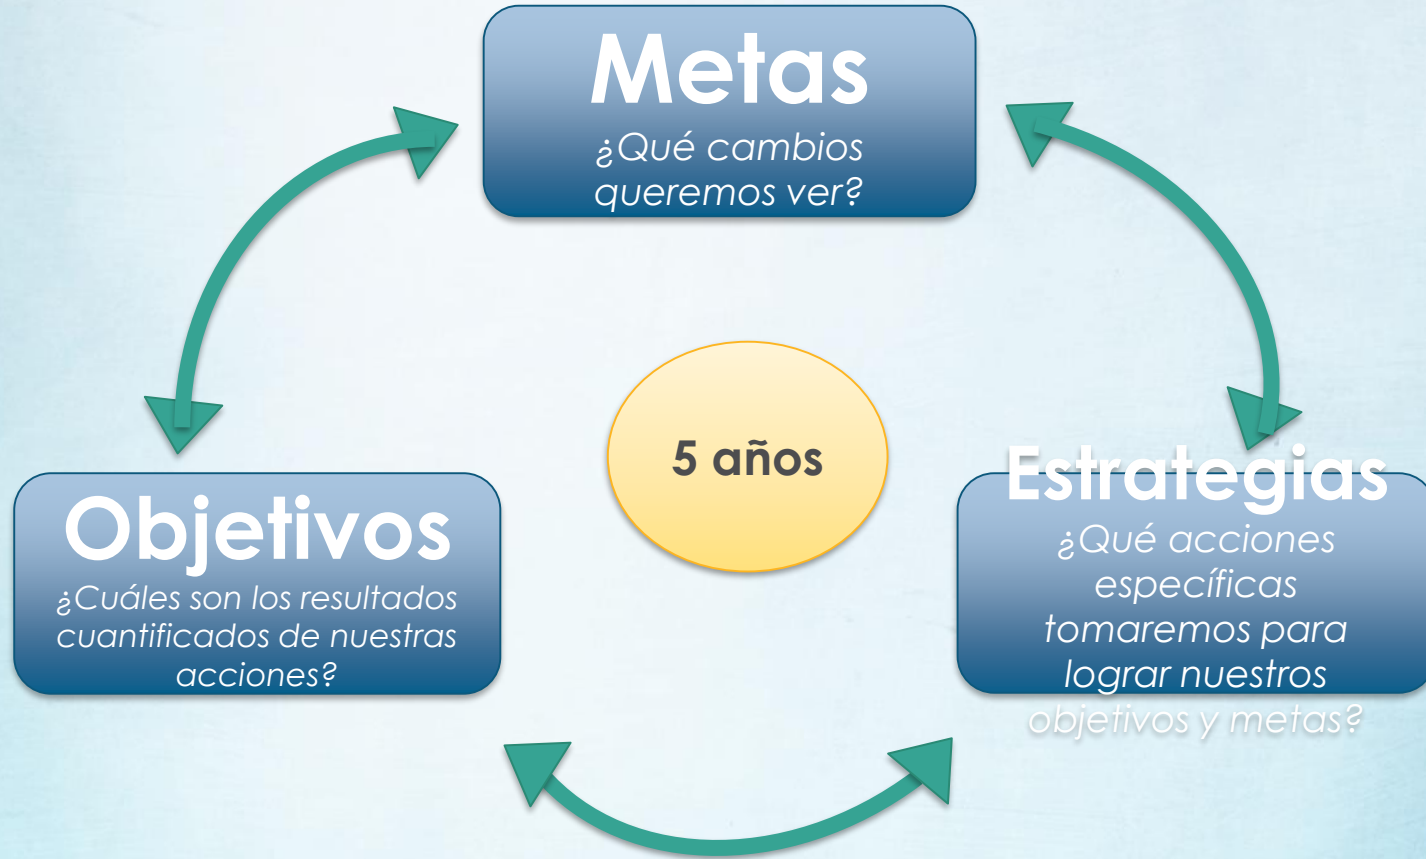 Metas
¿Qué cambios
queremos ver?
5 años
Objetivos
¿Cuáles son los resultados
cuantificados de nuestras
acciones?
Estrategias
¿Qué acciones
específicas
tomaremos para
lograr nuestros
objetivos y metas?